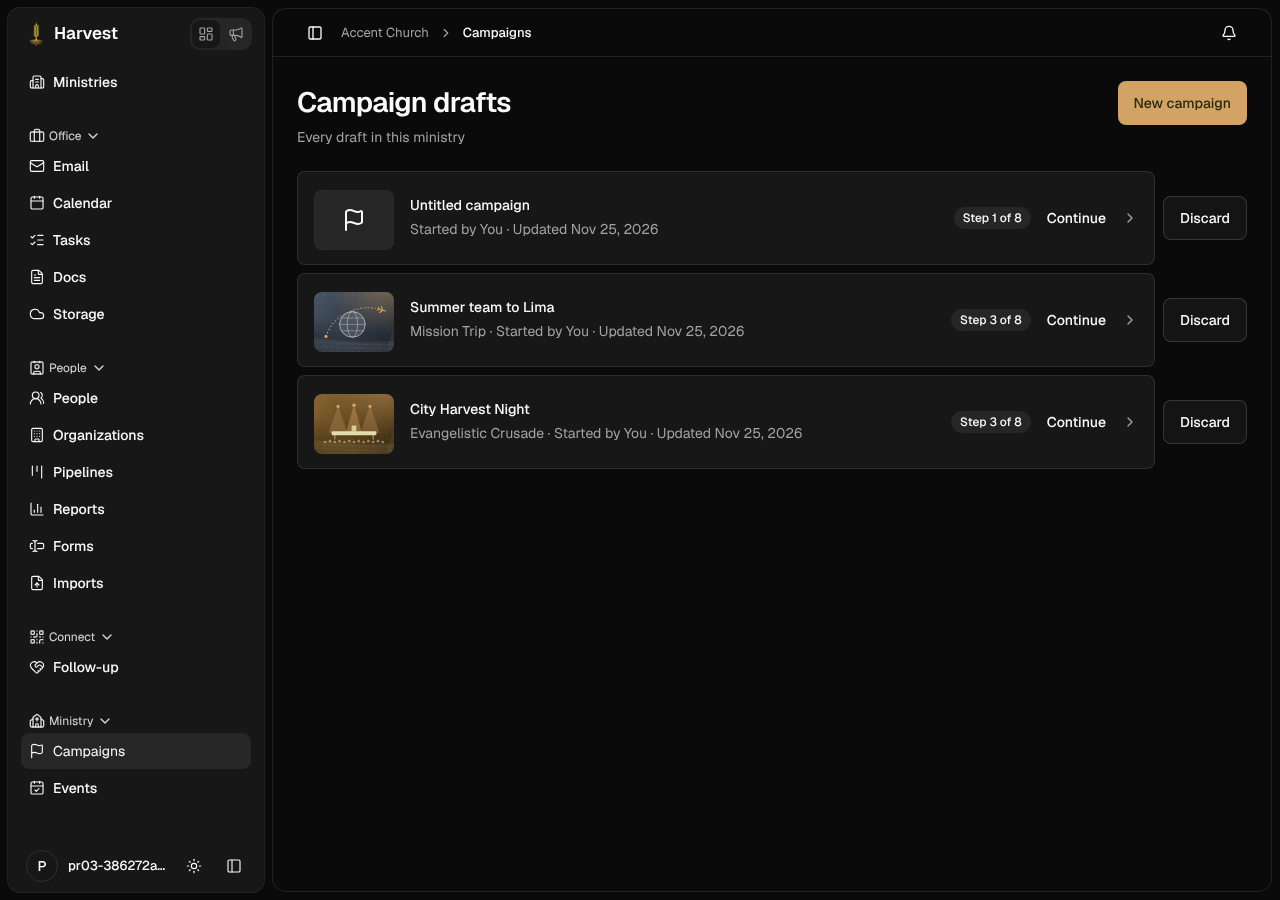 Harvest
Ministries
Office
Email
Calendar
Tasks
Docs
Storage
People
People
Organizations
Pipelines
Reports
Forms
Imports
Connect
Follow-up
Ministry
Campaigns
Events
P
pr03-386272a...
Accent Church
Campaigns
Campaign drafts
New campaign
Every draft in this ministry
Untitled campaign
Started by You · Updated Nov 25, 2026
Step 1 of 8
Continue
Discard
Summer team to Lima
Mission Trip · Started by You · Updated Nov 25, 2026
Step 3 of 8
Continue
Discard
City Harvest Night
Evangelistic Crusade · Started by You · Updated Nov 25, 2026
Step 3 of 8
Continue
Discard